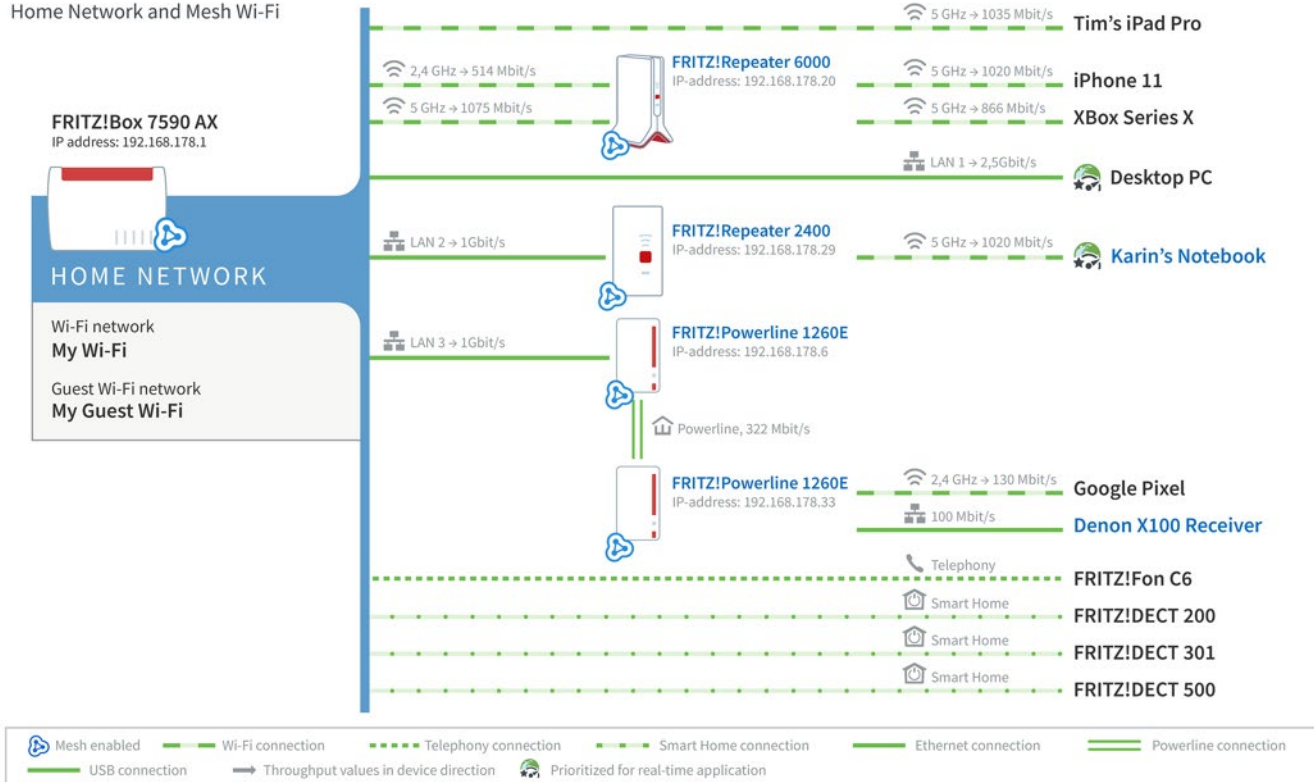 Home Network and Mesh Wi-Fi
FRITZ!Box 7590 AX
IP address: 192.168.178.1
HOME NETWORK
Wi-Fi network
My Wi-Fi
Guest Wi-Fi network
My Guest Wi-Fi
5 GHz → 1035 Mbit/s
Tim's iPad Pro
2,4 GHz → 514 Mbit/s
5 GHz → 1075 Mbit/s
FRITZ!Repeater 6000
IP-address: 192.168.178.20
5 GHz → 1020 Mbit/s
iPhone 11
5 GHz → 866 Mbit/s
XBox Series X
LAN 1 → 2,5Gbit/s
Desktop PC
LAN 2 → 1Gbit/s
FRITZ!Repeater 2400
IP-address: 192.168.178.29
5 GHz → 1020 Mbit/s
Karin's Notebook
LAN 3 → 1Gbit/s
FRITZ!Powerline 1260E
IP-address: 192.168.178.6
Powerline, 322 Mbit/s
FRITZ!Powerline 1260E
IP-address: 192.168.178.33
2,4 GHz → 130 Mbit/s
Google Pixel
100 Mbit/s
Denon X100 Receiver
Telephony
FRITZ!Fon C6
Smart Home
FRITZ!DECT 200
Smart Home
FRITZ!DECT 301
Smart Home
FRITZ!DECT 500
Mesh enabled
Wi-Fi connection
Telephony connection
Smart Home connection
Ethernet connection
Powerline connection
USB connection
Throughput values in device direction
Prioritized for real-time application